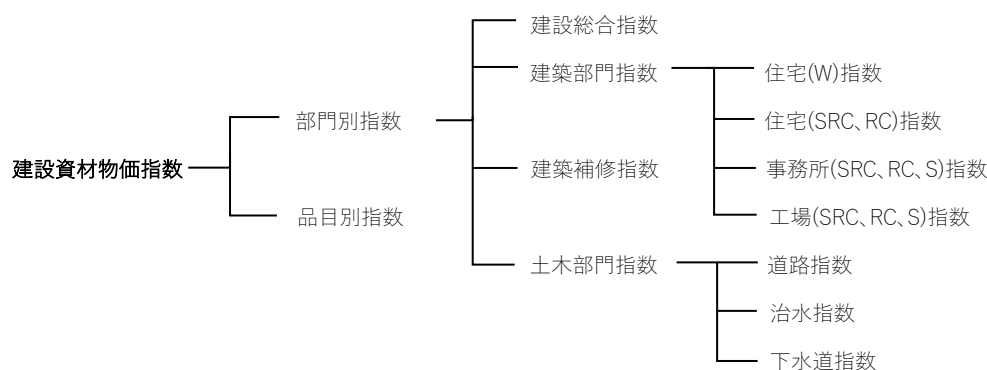 建設資材物価指数
部門別指数
品目別指数
建設総合指数
建築部門指数
建築補修指数
土木部門指数
住宅(W)指数
住宅(SRC、RC)指数
事務所(SRC、RC、S)指数
工場(SRC、RC、S)指数
道路指数
治水指数
下水道指数